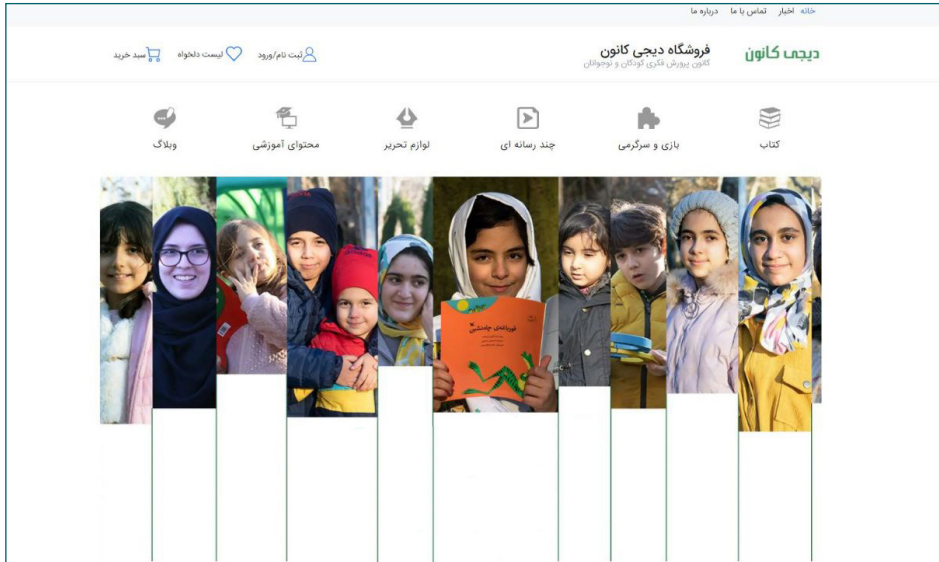 خانه اخبار تماس با ما درباره ما
دیجی کانون
فروشگاه دیجی کانون
کانون پرورش فکری کودکان و نوجوانان
ثبت نام/ورود لیست دلخواه سبد خرید
کتاب بازی و سرگرمی چند رسانه ای لوازم تحریر محتوای آموزشی وبلاگ